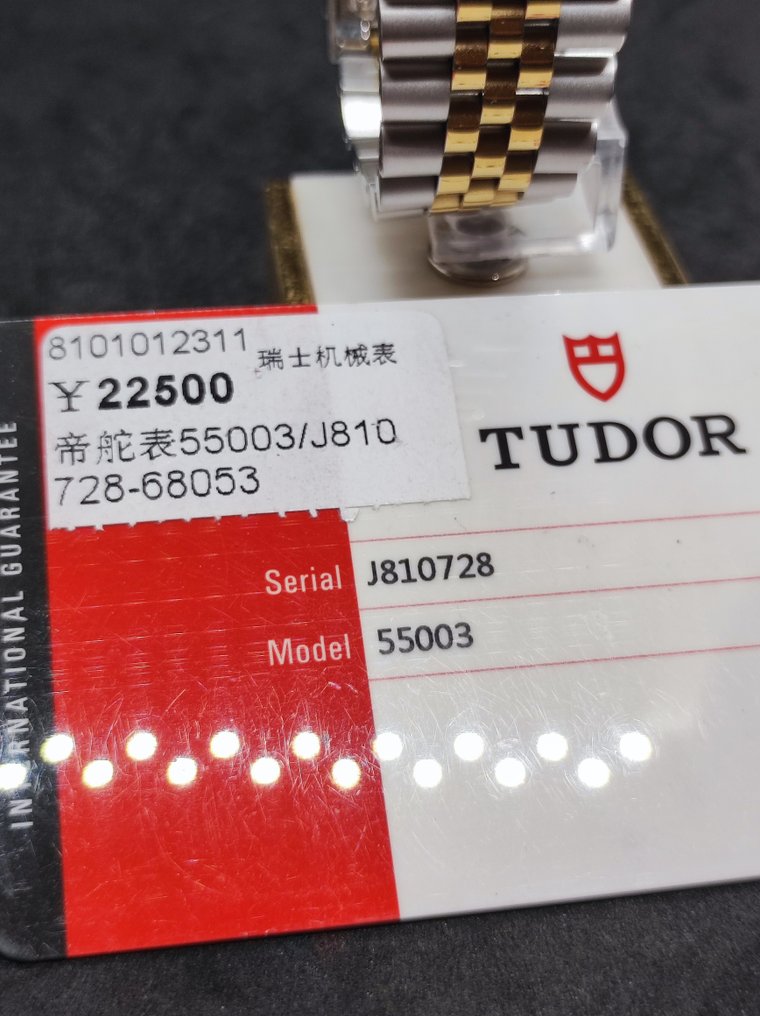 8101012311
瑞士机械表
￥22500
帝舵表55003/J810
728-68053
TUDOR
INTERNATIONAL GUARANTEE
Serial J810728
Model 55003